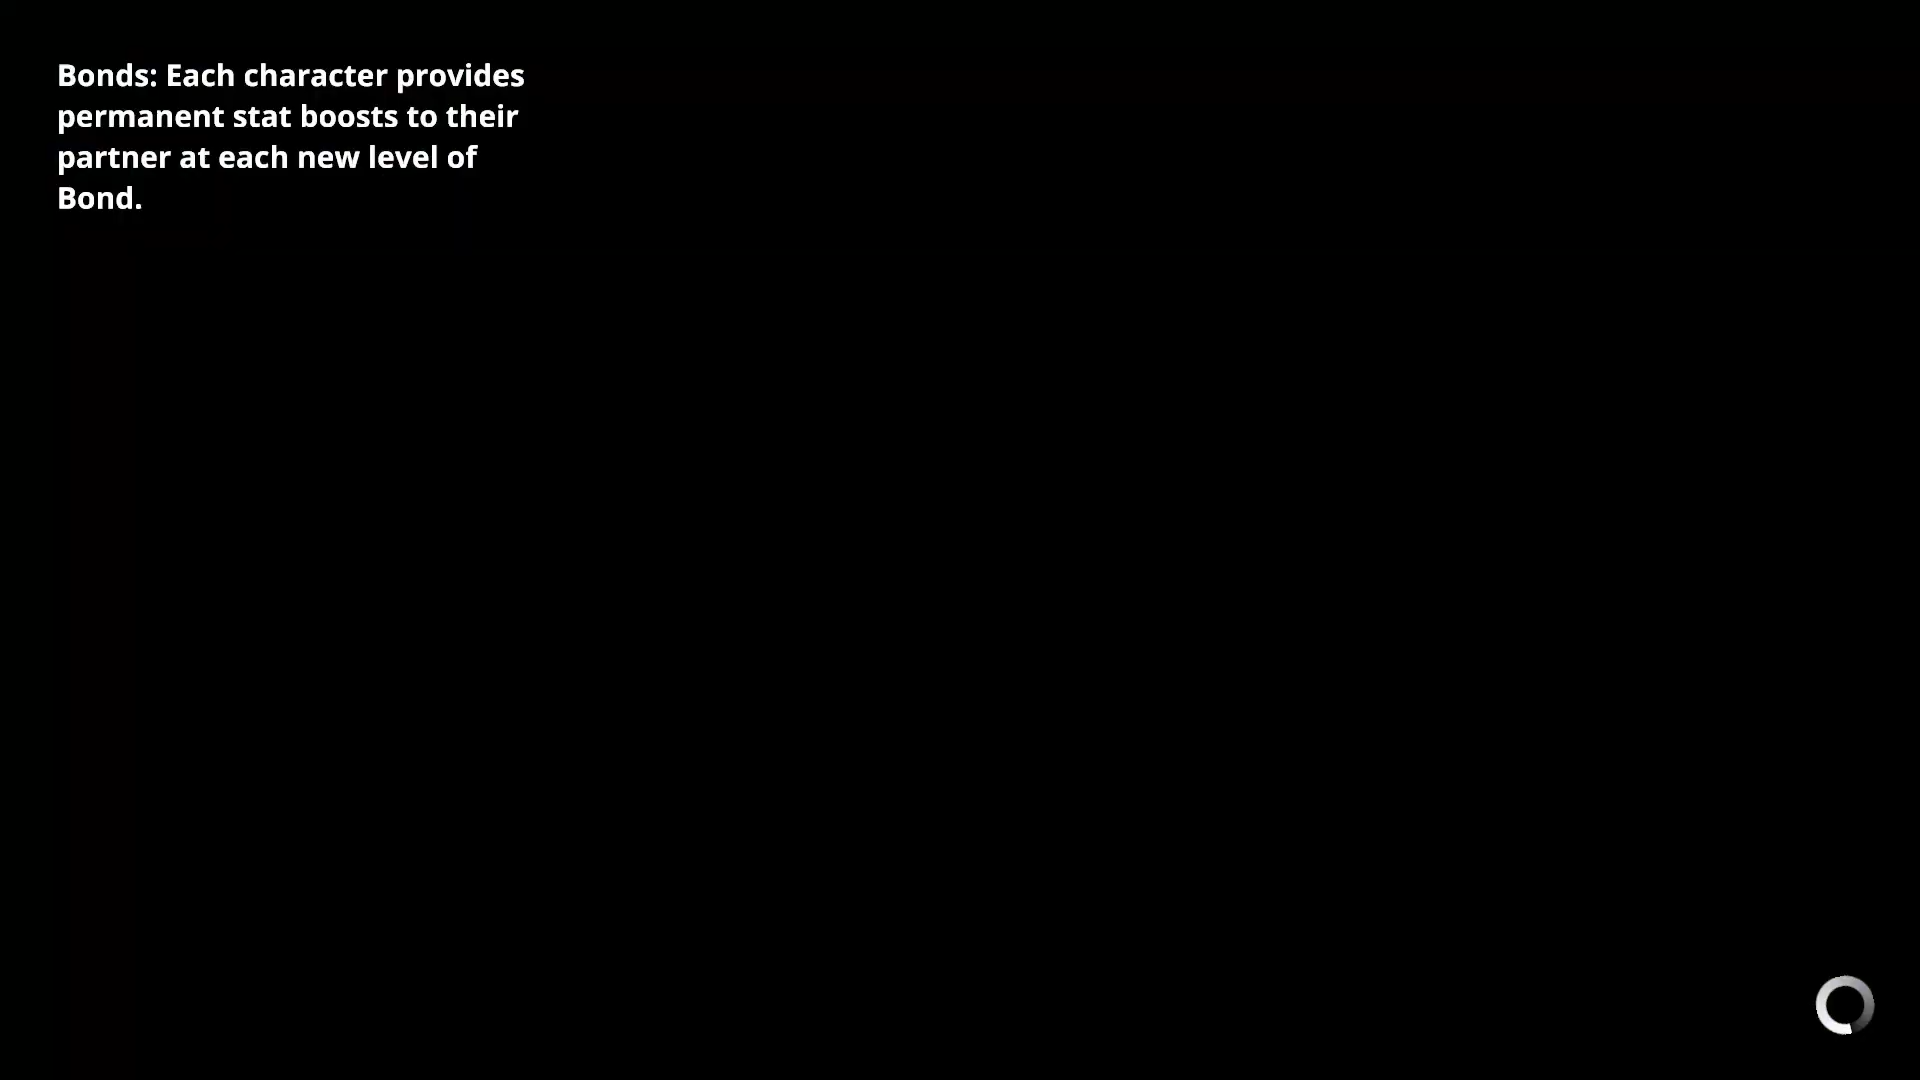 Bonds: Each character provides
permanent stat boosts to their
partner at each new level of
Bond.